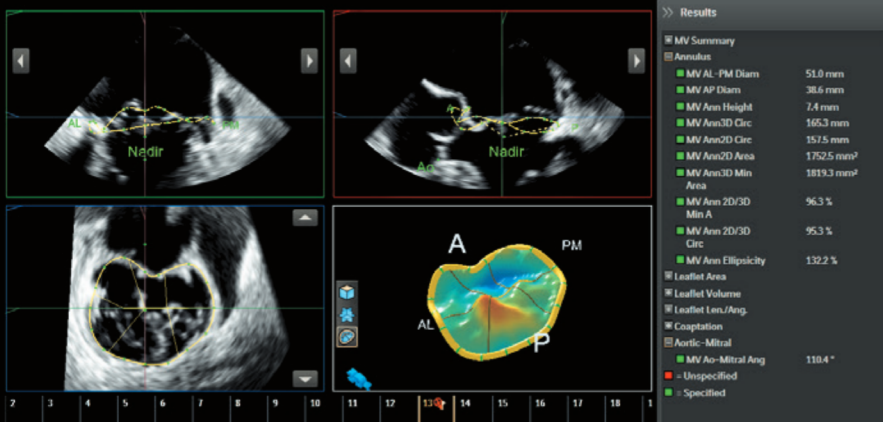 Results
MV Summary
Annulus
MV AL-PM Diam 51.0 mm
MV AP Diam 38.6 mm
MV Ann Height 7.4 mm
MV Ann3D Circ 165.3 mm
MV Ann2D Circ 157.5 mm
MV Ann2D Area 1752.5 mm²
MV Ann3D Min 1819.3 mm²
Area
MV Ann 2D/3D 96.3 %
Min A
MV Ann 2D/3D 95.3 %
Circ
MV Ann Ellipsicity 132.2 %
Leaflet Area
Leaflet Volume
Leaflet Len./Ang.
Coaptation
Aortic-Mitral
MV Ao-Mitral Ang 110.4 °
= Unspecified
= Specified
AL
Nadir
A
P
Nadir
Ao
A
PM
AL
P
2 3 4 5 6 7 8 9 10 11 12 13 14 15 16 17 18 1